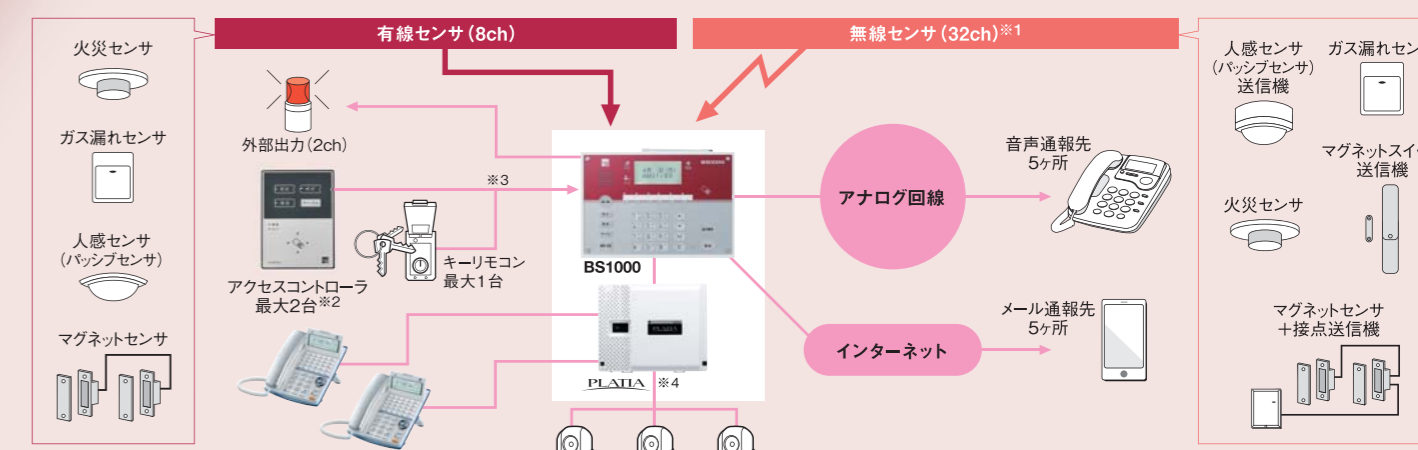 有線センサ（8ch）
無線センサ（32ch）※1
火災センサ
ガス漏れセンサ
人感センサ
（パッシブセンサ）
マグネットセンサ
外部出力（2ch）
アクセスコントローラ
最大2台※2
※3
キーリモコン
最大1台
BS1000
PLATIA ※4
アナログ回線
インターネット
音声通報先
5ヶ所
メール通報先
5ヶ所
人感センサ
（パッシブセンサ）
送信機
ガス漏れセン
マグネットスイ
送信機
火災センサ
マグネットセンサ
＋接点送信機